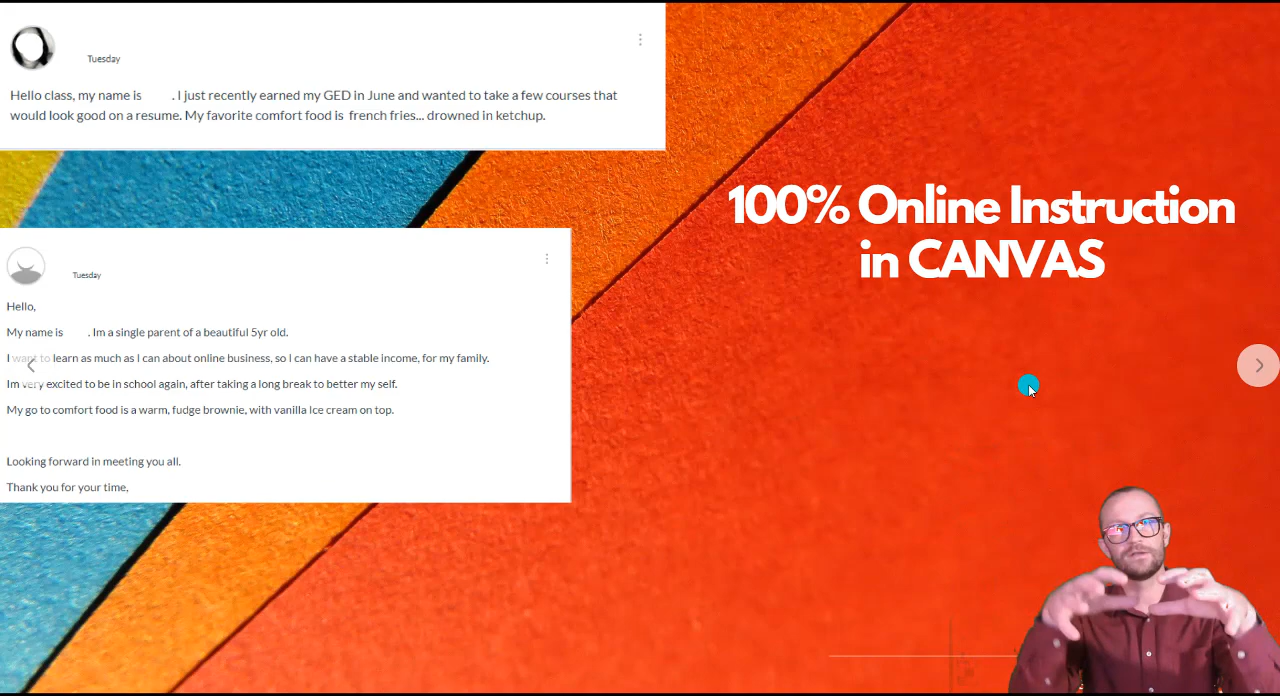 Tuesday
Hello class, my name is . I just recently earned my GED in June and wanted to take a few courses that
would look good on a resume. My favorite comfort food is french fries... drowned in ketchup.
100% Online Instruction
in CANVAS
Tuesday
Hello,
My name is . Im a single parent of a beautiful 5yr old.
I want to learn as much as I can about online business, so I can have a stable income, for my family.
Im very excited to be in school again, after taking a long break to better my self.
My go to comfort food is a warm, fudge brownie, with vanilla Ice cream on top.
Looking forward in meeting you all.
Thank you for your time,